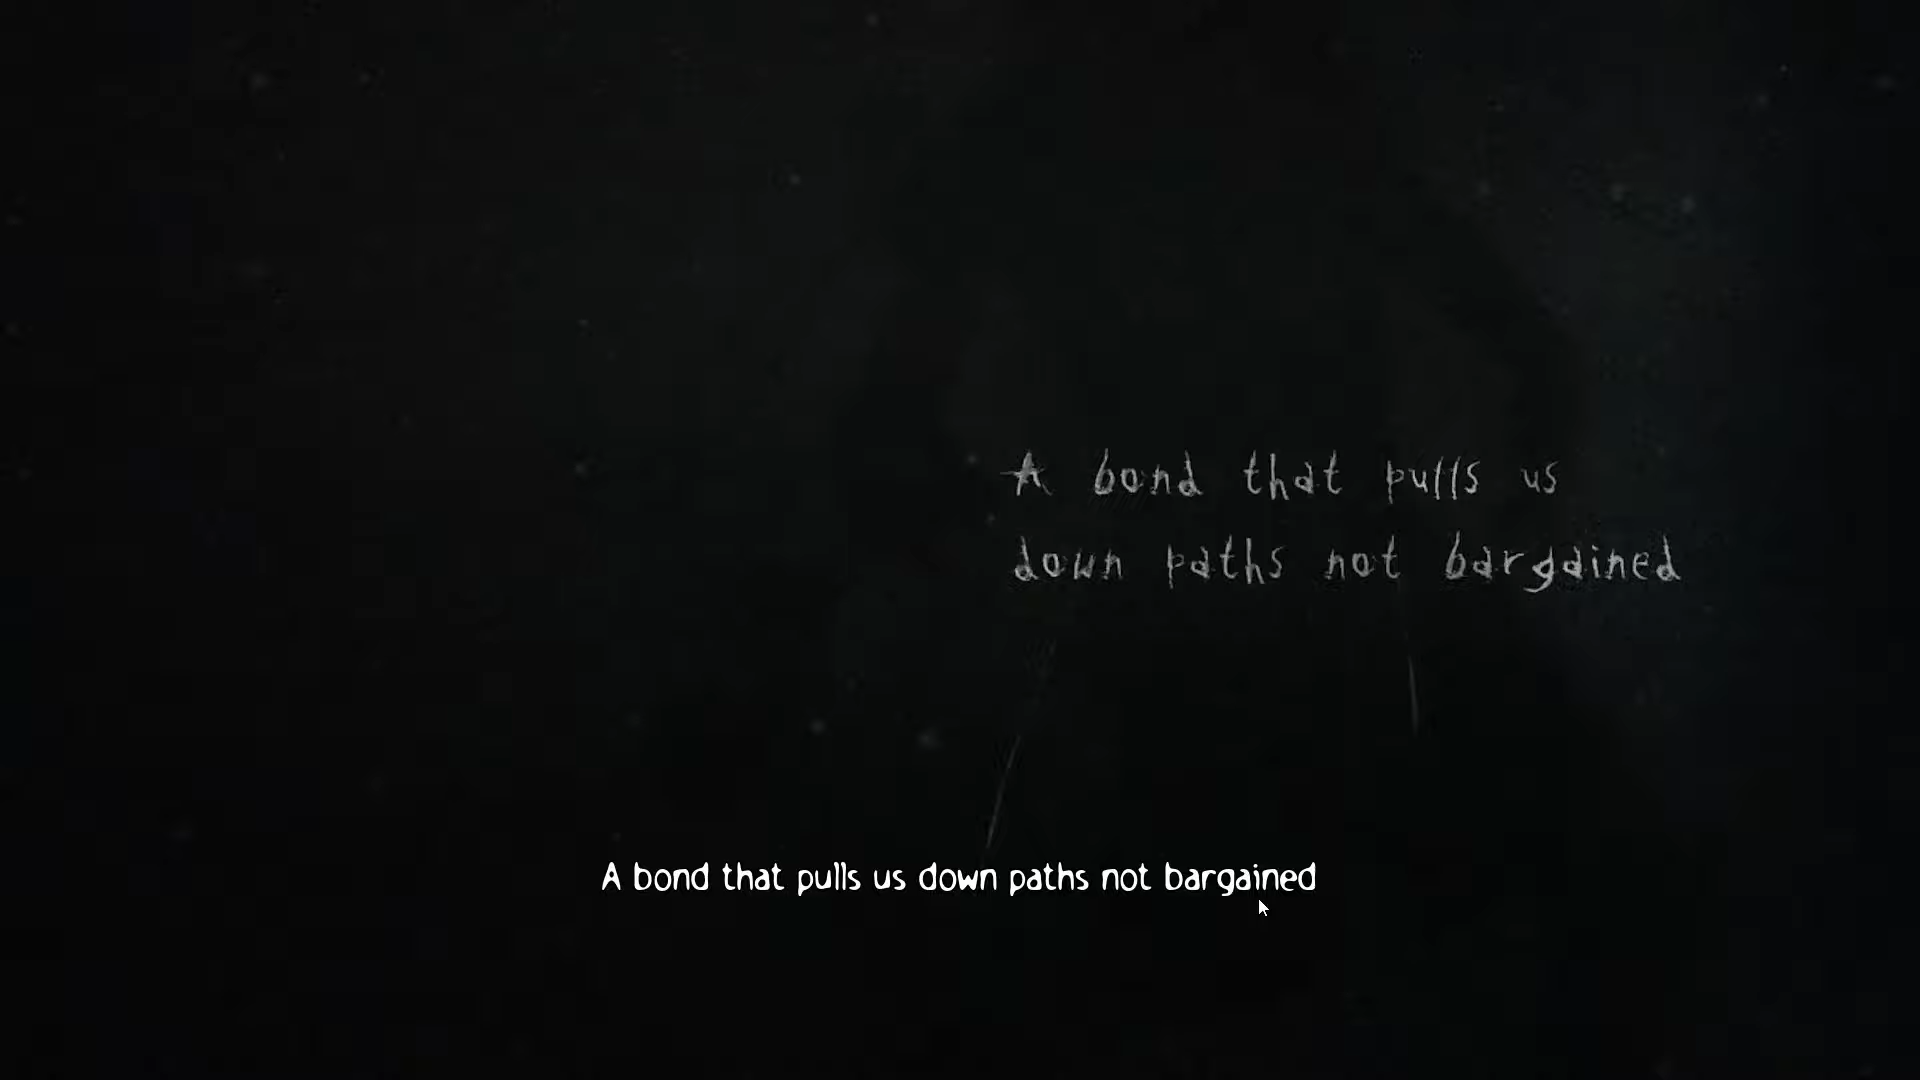 A bond that pulls us
down paths not bargained
A bond that pulls us down paths not bargained